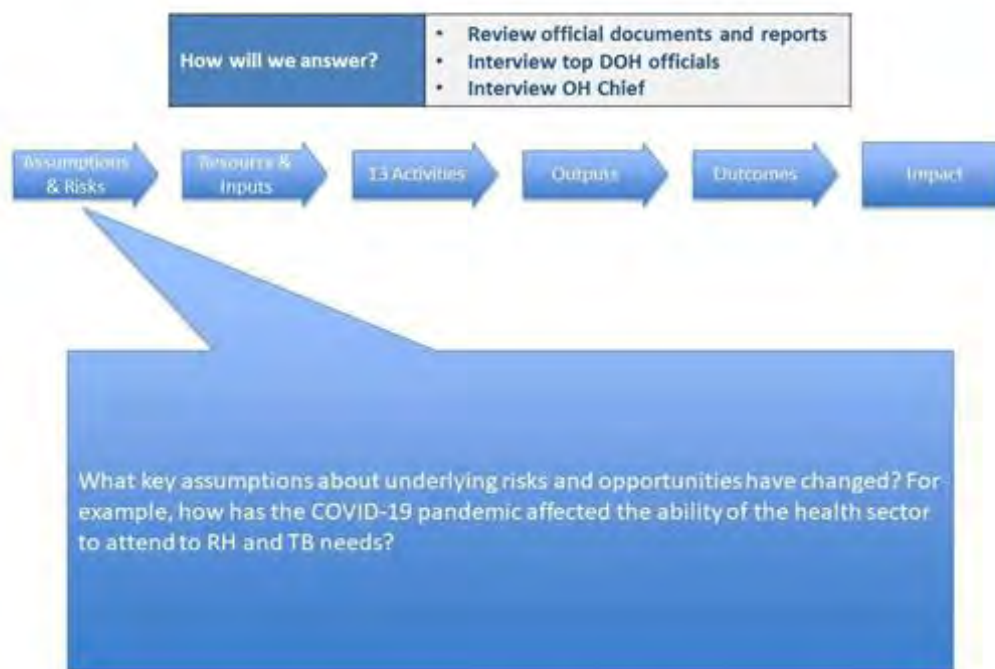 How will we answer?
• Review official documents and reports
• Interview top DOH officials
• Interview OH Chief
Assumptions
& Risks
Resource &
Inputs
13 Activities
Outputs
Outcomes
Impact
What key assumptions about underlying risks and opportunities have changed? For
example, how has the COVID-19 pandemic affected the ability of the health sector
to attend to RH and TB needs?